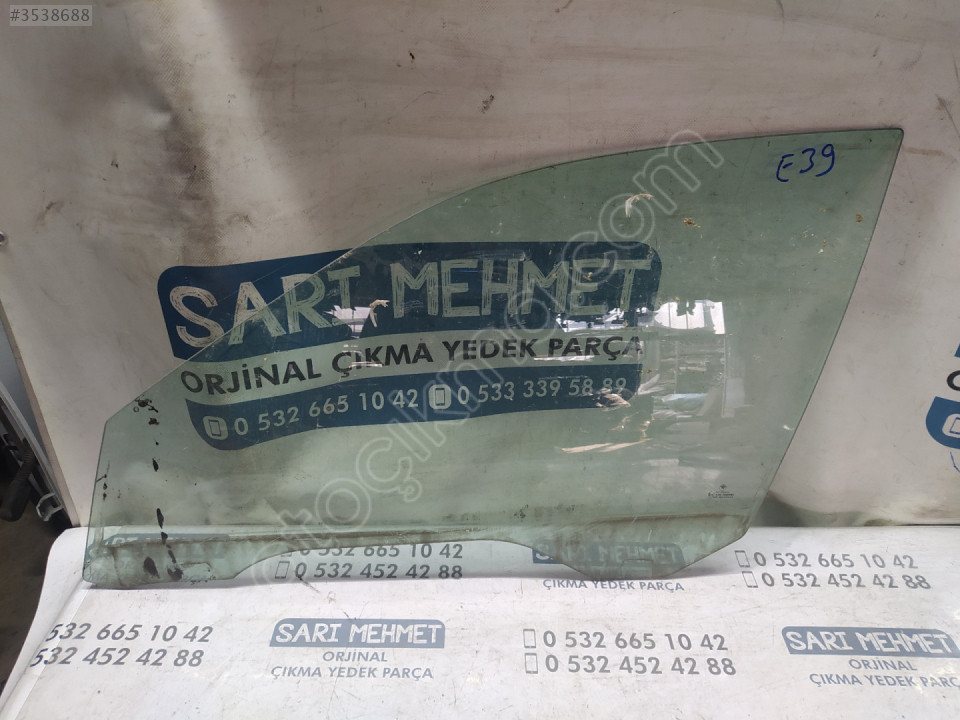 #3538688
E39
otoçıkma.com
SARI MEHMET
ORJİNAL ÇIKMA YEDEK PARÇA
0 532 665 10 42 0 533 339 58 89
0 532 665 10 42
0 532 452 42 88
ÇIKMA YEDEK PARÇA
0 532 665 10 42
0 532 452 42 88
532 665 10 42
532 452 42 88
SARI MEHMET
ORJİNAL
ÇIKMA YEDEK PARÇA
0 532 665 10 42
0 532 452 42 88
SARI MEHMET
ORJİNAL
ÇIKMA YEDEK PARÇA